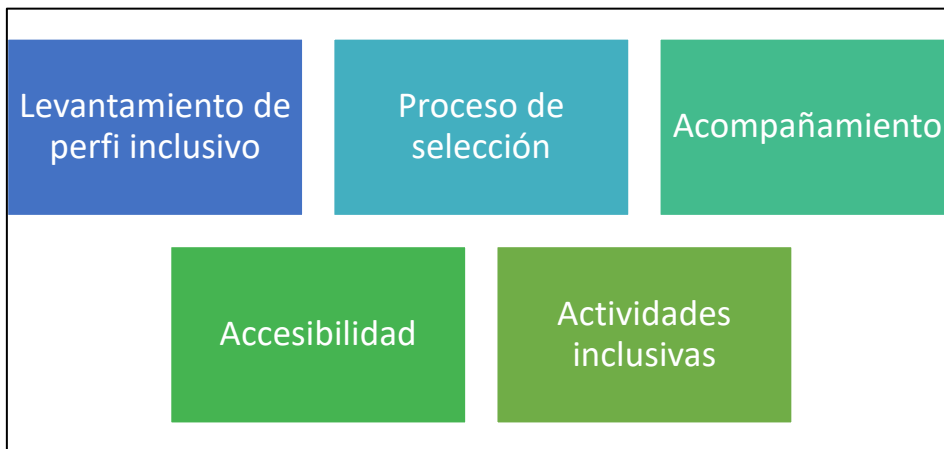 Levantamiento de
perfi inclusivo
Proceso de
selección
Acompañamiento
Accesibilidad
Actividades
inclusivas